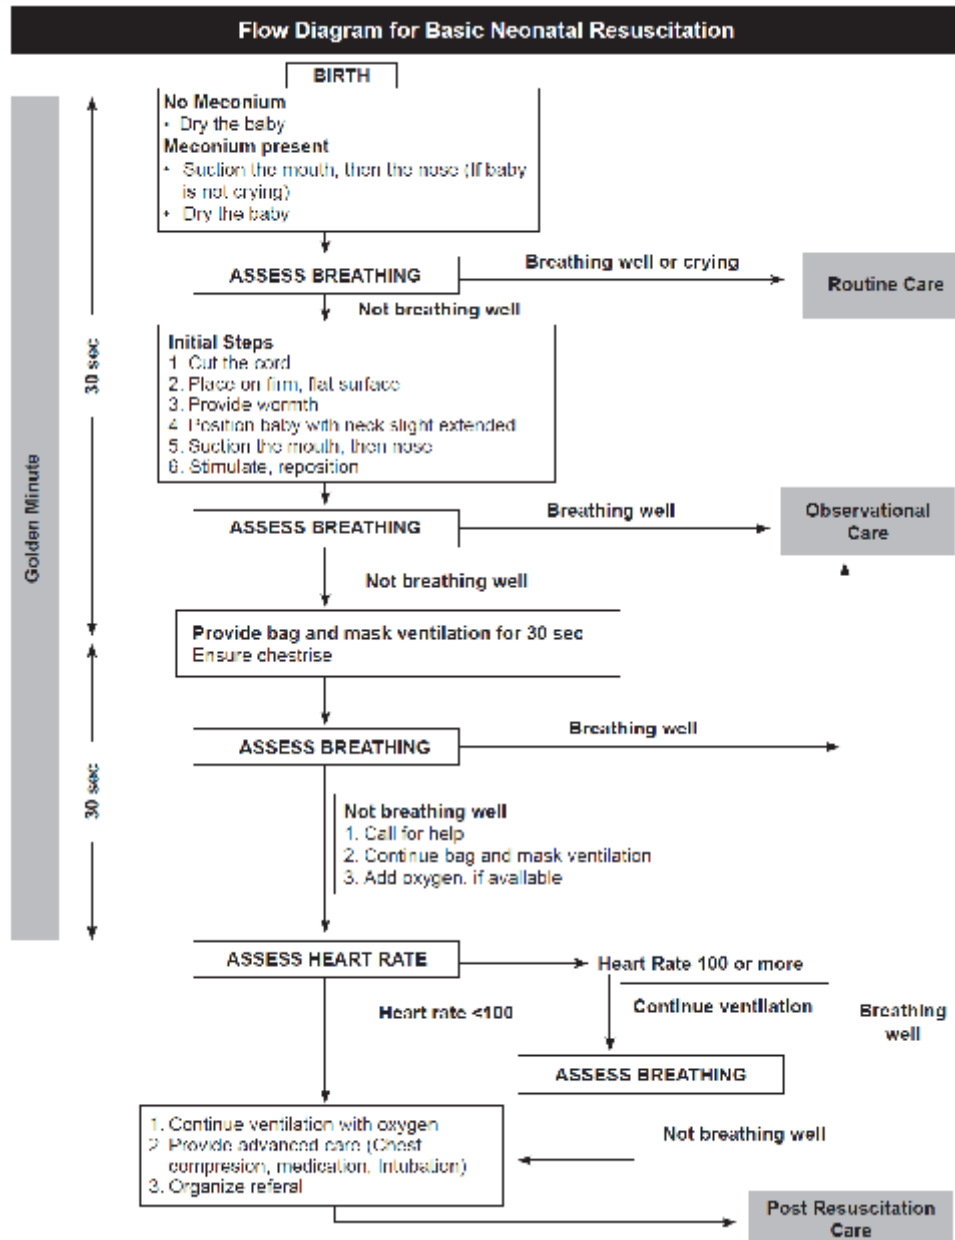 Flow Diagram for Basic Neonatal Resuscitation
BIRTH
No Meconium
• Dry the baby
Meconium present
• Suction the mouth, then the nose (If baby
is not crying)
• Dry the baby
ASSESS BREATHING
Breathing well or crying
Routine Care
Not breathing well
Initial Steps
1 Cut the cord
2. Place on firm, flat surface
3. Provide wormth
4 Position baby with neck slight extended
5. Suction the mouth, then nose
6. Stimulate, reposition
30 sec
Golden Minute
ASSESS BREATHING
Breathing well
Observational
Care
Not breathing well
Provide bag and mask ventilation for 30 sec
Ensure chestrise
ASSESS BREATHING
Breathing well
30 sec
Not breathing well
1. Call for help
2. Continue bag and mask ventilation
3. Add oxygen, if available
ASSESS HEART RATE
Heart Rate 100 or more
Heart rate <100
Continue ventilation
Breathing
well
ASSESS BREATHING
1. Continue ventilation with oxygen
2 Provide advanced care (Chest
compresion, medication, Intubation)
3. Organize referal
Not breathing well
Post Resuscitation
Care